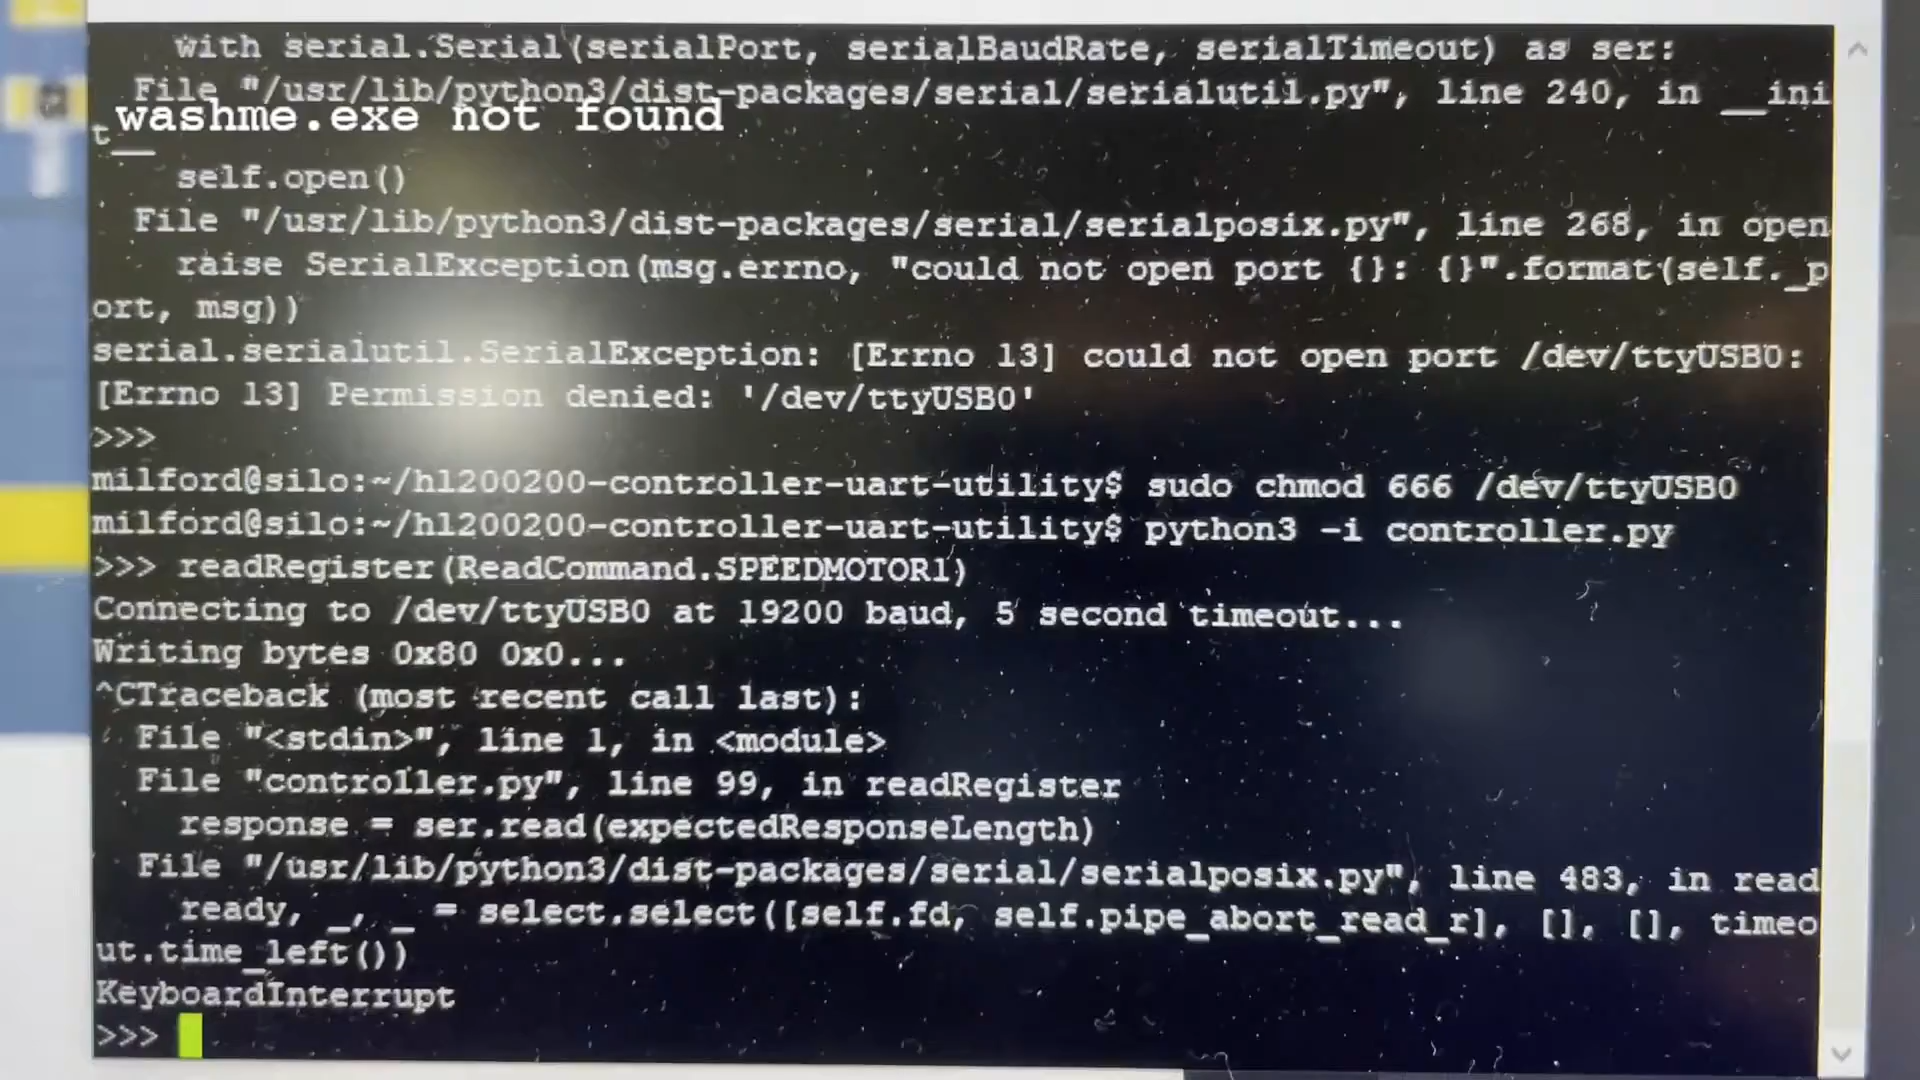 with serial.Serial(serialPort, serialBaudRate, serialTimeout) as ser:
File "/usr/lib/python3/dist-packages/serial/serialutil.py", line 240, in __ini
t__
washme.exe not found
self.open()
File "/usr/lib/python3/dist-packages/serial/serialposix.py", line 268, in open
raise SerialException(msg.errno, "could not open port {}: {}".format(self._p
ort, msg))
serial.serialutil.SerialException: [Errno 13] could not open port /dev/ttyUSB0:
[Errno 13] Permission denied: '/dev/ttyUSB0'
>>>
milford@silo:~/hl200200-controller-uart-utility$ sudo chmod 666 /dev/ttyUSB0
milford@silo:~/hl200200-controller-uart-utility$ python3 -i controller.py
>>> readRegister(ReadCommand.SPEEDMOTOR1)
Connecting to /dev/ttyUSB0 at 19200 baud, 5 second timeout...
Writing bytes 0x80 0x0...
^CTraceback (most recent call last):
File "<stdin>", line 1, in <module>
File "controller.py", line 99, in readRegister
response = ser.read(expectedResponseLength)
File "/usr/lib/python3/dist-packages/serial/serialposix.py", line 483, in read
ready, _, _ = select.select([self.fd, self.pipe_abort_read_r], [], [], timeo
ut.time_left())
KeyboardInterrupt
>>>